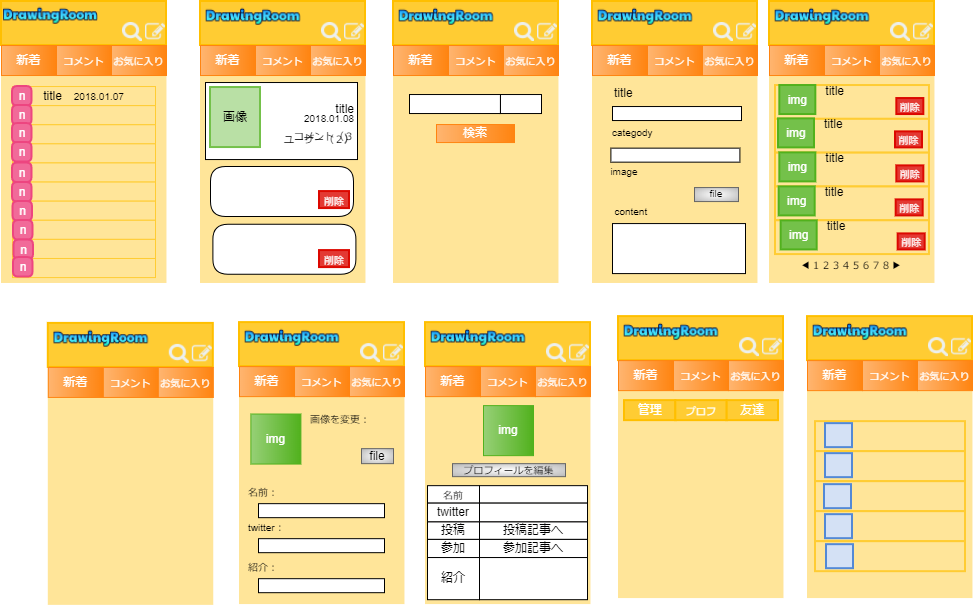 DrawingRoom
新着 コメント お気に入り
n title 2018.01.07
n
n
n
n
n
n
n
n
n
DrawingRoom
新着 コメント お気に入り
画像
title
2018.01.08
削除
削除
DrawingRoom
新着 コメント お気に入り
検索
DrawingRoom
新着 コメント お気に入り
title
categody
image
file
content
DrawingRoom
新着 コメント お気に入り
img title 削除
img title 削除
img title 削除
img title 削除
img title 削除
◀ 1 2 3 4 5 6 7 8 ▶
DrawingRoom
新着 コメント お気に入り
DrawingRoom
新着 コメント お気に入り
img 画像を変更：
file
名前：
twitter：
紹介：
DrawingRoom
新着 コメント お気に入り
img
プロフィールを編集
名前
twitter
投稿 投稿記事へ
参加 参加記事へ
紹介
DrawingRoom
新着 コメント お気に入り
管理 プロフ 友達
DrawingRoom
新着 コメント お気に入り